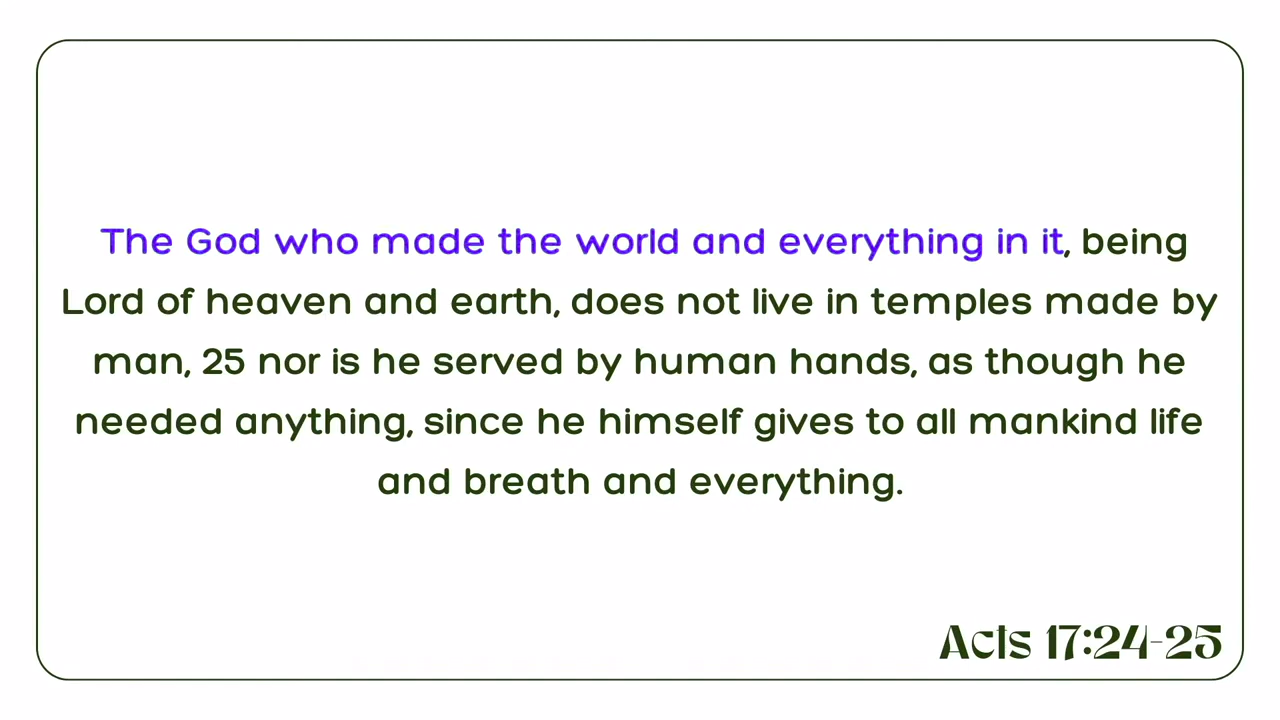 The God who made the world and everything in it, being
Lord of heaven and earth, does not live in temples made by
man, 25 nor is he served by human hands, as though he
needed anything, since he himself gives to all mankind life
and breath and everything.
Acts 17:24-25